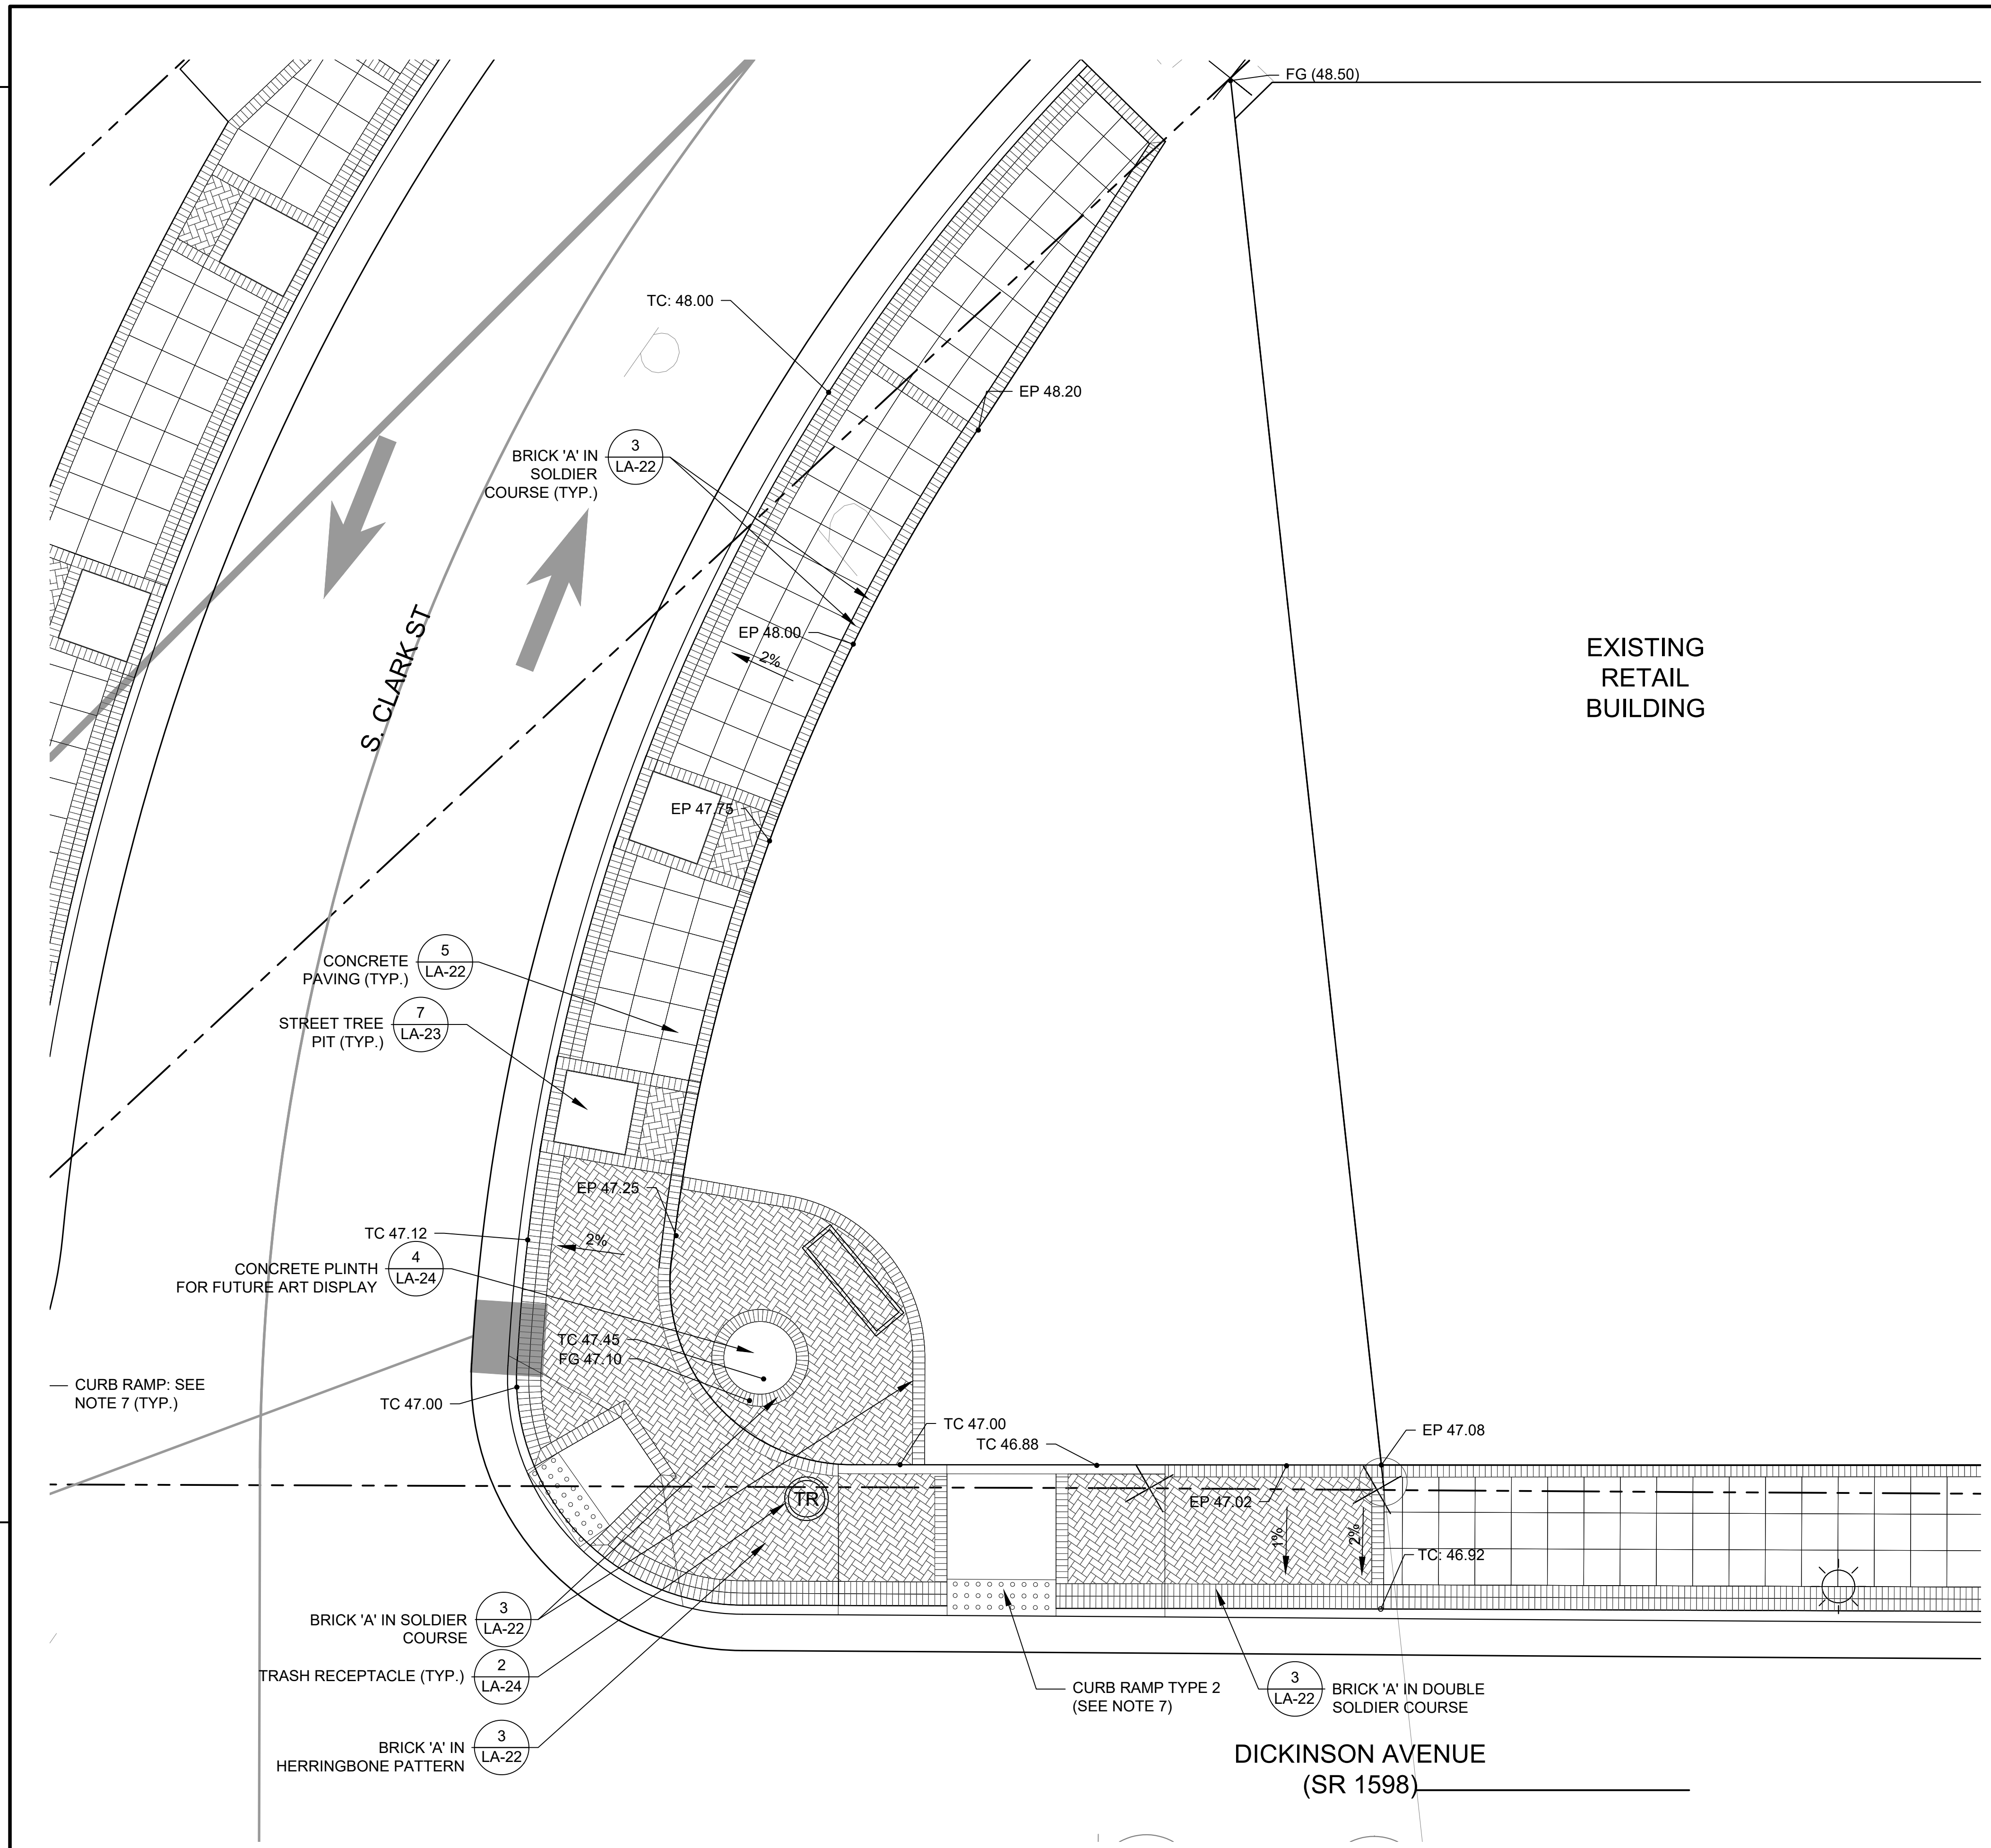 FG (48.50)
TC: 48.00
EP 48.20
3
LA-22
BRICK 'A' IN
SOLDIER
COURSE (TYP.)
S. CLARK ST
EP 48.00
2%
EXISTING
RETAIL
BUILDING
EP 47.75
5
LA-22
CONCRETE
PAVING (TYP.)
7
LA-23
STREET TREE
PIT (TYP.)
EP 47.25
TC 47.12
2%
4
LA-24
CONCRETE PLINTH
FOR FUTURE ART DISPLAY
TC 47.45
FG 47.10
CURB RAMP: SEE
NOTE 7 (TYP.)
TC 47.00
TC 47.00
TC 46.88
EP 47.08
TR
EP 47.02
1%
2%
TC: 46.92
3
LA-22
BRICK 'A' IN SOLDIER
COURSE
2
LA-24
TRASH RECEPTACLE (TYP.)
3
LA-22
BRICK 'A' IN
HERRINGBONE PATTERN
CURB RAMP TYPE 2
(SEE NOTE 7)
3
LA-22
BRICK 'A' IN DOUBLE
SOLDIER COURSE
DICKINSON AVENUE
(SR 1598)